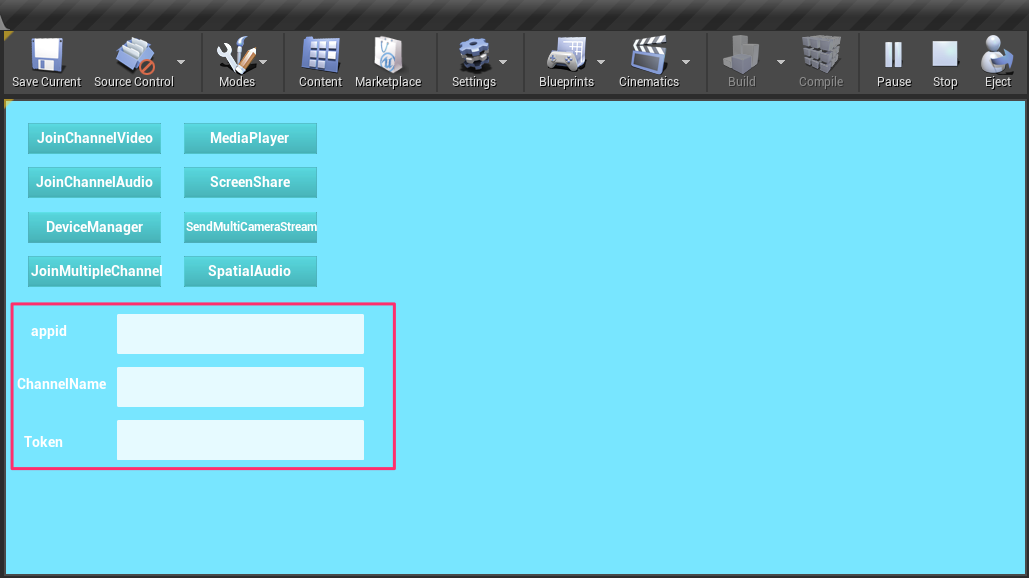 Save Current Source Control Modes Content Marketplace Settings Blueprints Cinematics Build Compile Pause Stop Eject
JoinChannelVideo MediaPlayer
JoinChannelAudio ScreenShare
DeviceManager SendMultiCameraStream
JoinMultipleChannel SpatialAudio
appid
ChannelName
Token